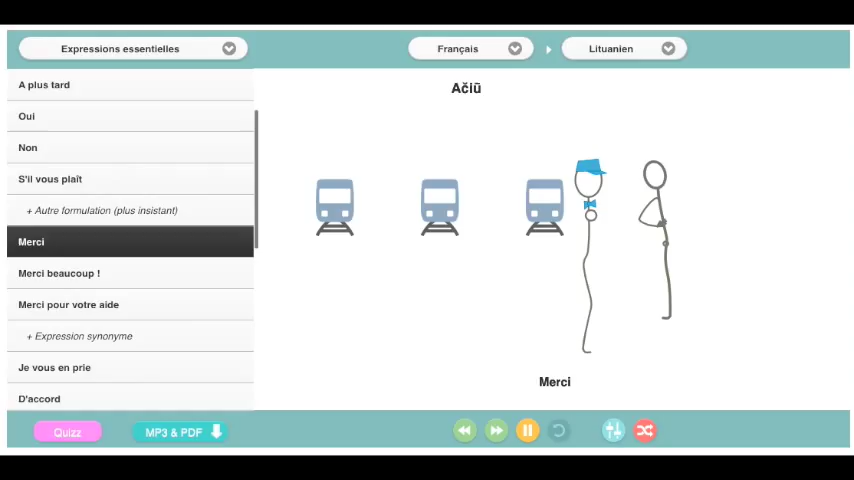 Expressions essentielles
Français
Lituanien
A plus tard
Oui
Non
S'il vous plaît
+ Autre formulation (plus insistant)
Merci
Merci beaucoup !
Merci pour votre aide
+ Expression synonyme
Je vous en prie
D'accord
Ačiū
Merci
Quizz
MP3 & PDF